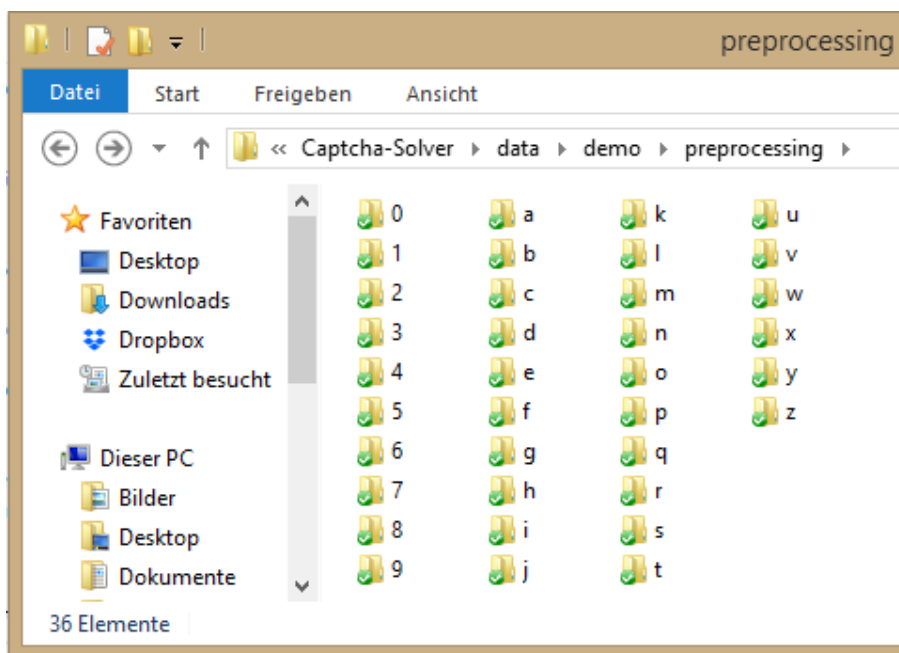 preprocessing
Datei Start Freigeben Ansicht
« Captcha-Solver data demo preprocessing
Favoriten
Desktop
Downloads
Dropbox
Zuletzt besucht
Dieser PC
Bilder
Desktop
Dokumente
0
1
2
3
4
5
6
7
8
9
a
b
c
d
e
f
g
h
i
j
k
l
m
n
o
p
q
r
s
t
u
v
w
x
y
z
36 Elemente